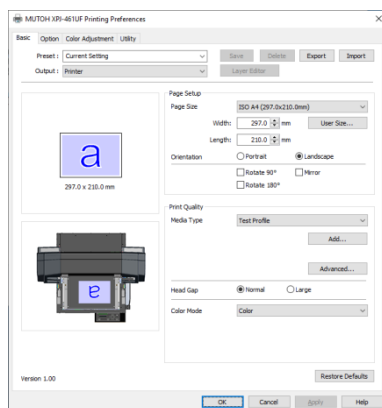 MUTOH XPJ-461UF Printing Preferences
Basic Option Color Adjustment Utility
Preset : Current Setting Save Delete Export Import
Output : Printer Layer Editor
Page Setup
Page Size ISO A4 (297.0x210.0mm)
Width: 297.0 mm User Size...
Length: 210.0 mm
Orientation Portrait Landscape
Rotate 90° Mirror
Rotate 180°
a
297.0 x 210.0 mm
Print Quality
Media Type Test Profile
Add...
Advanced...
Head Gap Normal Large
Color Mode Color
a
Version 1.00
Restore Defaults
OK Cancel Apply Help